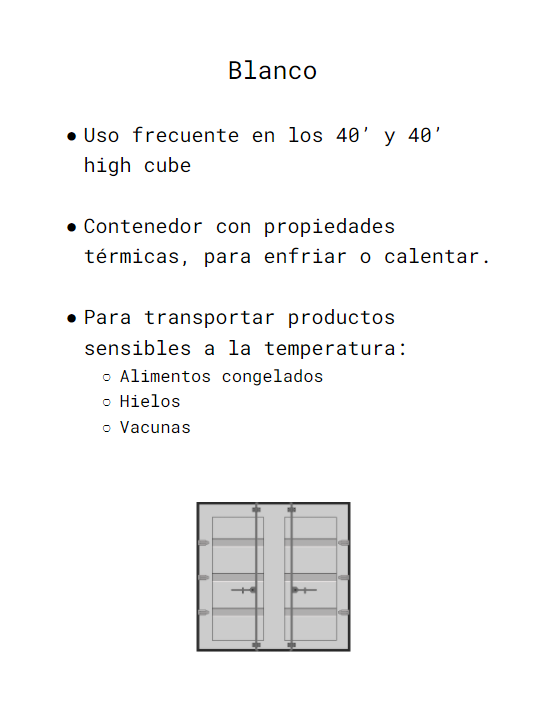 Blanco
● Uso frecuente en los 40’ y 40’
high cube
● Contenedor con propiedades
térmicas, para enfriar o calentar.
● Para transportar productos
sensibles a la temperatura:
○ Alimentos congelados
○ Hielos
○ Vacunas